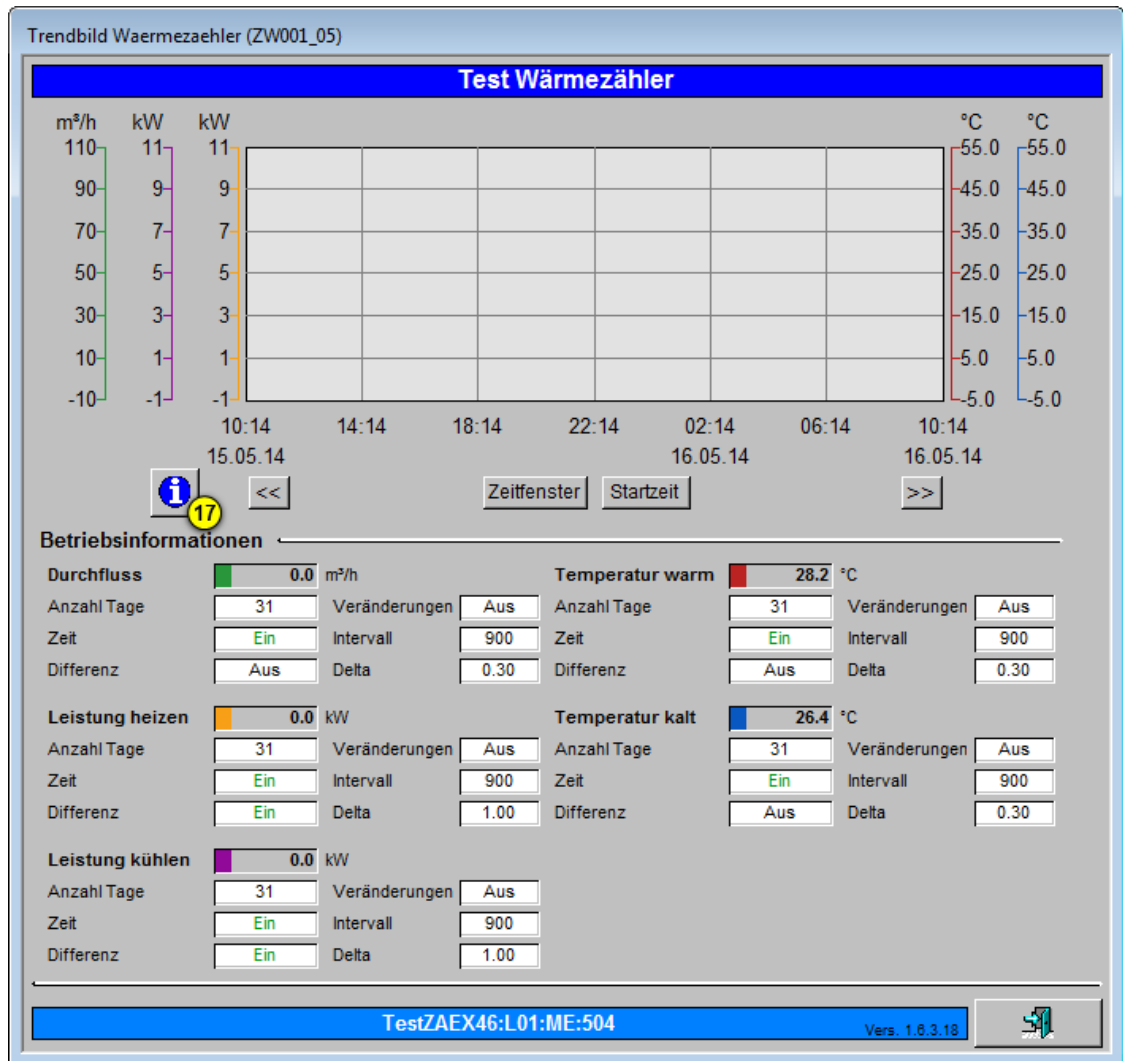 Trendbild Waermezaehler (ZW001_05)
Test Wärmezähler
m³/h kW kW °C °C
110 11 11 55.0 55.0
90 9 9 45.0 45.0
70 7 7 35.0 35.0
50 5 5 25.0 25.0
30 3 3 15.0 15.0
10 1 1 5.0 5.0
-10 -1 -1 -5.0 -5.0
10:14 14:14 18:14 22:14 02:14 06:14 10:14
15.05.14 16.05.14 16.05.14
i 17 << Zeitfenster Startzeit >>
Betriebsinformationen
Durchfluss 0.0 m³/h Temperatur warm 28.2 °C
Anzahl Tage 31 Veränderungen Aus Anzahl Tage 31 Veränderungen Aus
Zeit Ein Intervall 900 Zeit Ein Intervall 900
Differenz Aus Delta 0.30 Differenz Aus Delta 0.30
Leistung heizen 0.0 kW Temperatur kalt 26.4 °C
Anzahl Tage 31 Veränderungen Aus Anzahl Tage 31 Veränderungen Aus
Zeit Ein Intervall 900 Zeit Ein Intervall 900
Differenz Ein Delta 1.00 Differenz Aus Delta 0.30
Leistung kühlen 0.0 kW
Anzahl Tage 31 Veränderungen Aus
Zeit Ein Intervall 900
Differenz Ein Delta 1.00
TestZAEX46:L01:ME:504 Vers. 1.6.3.18